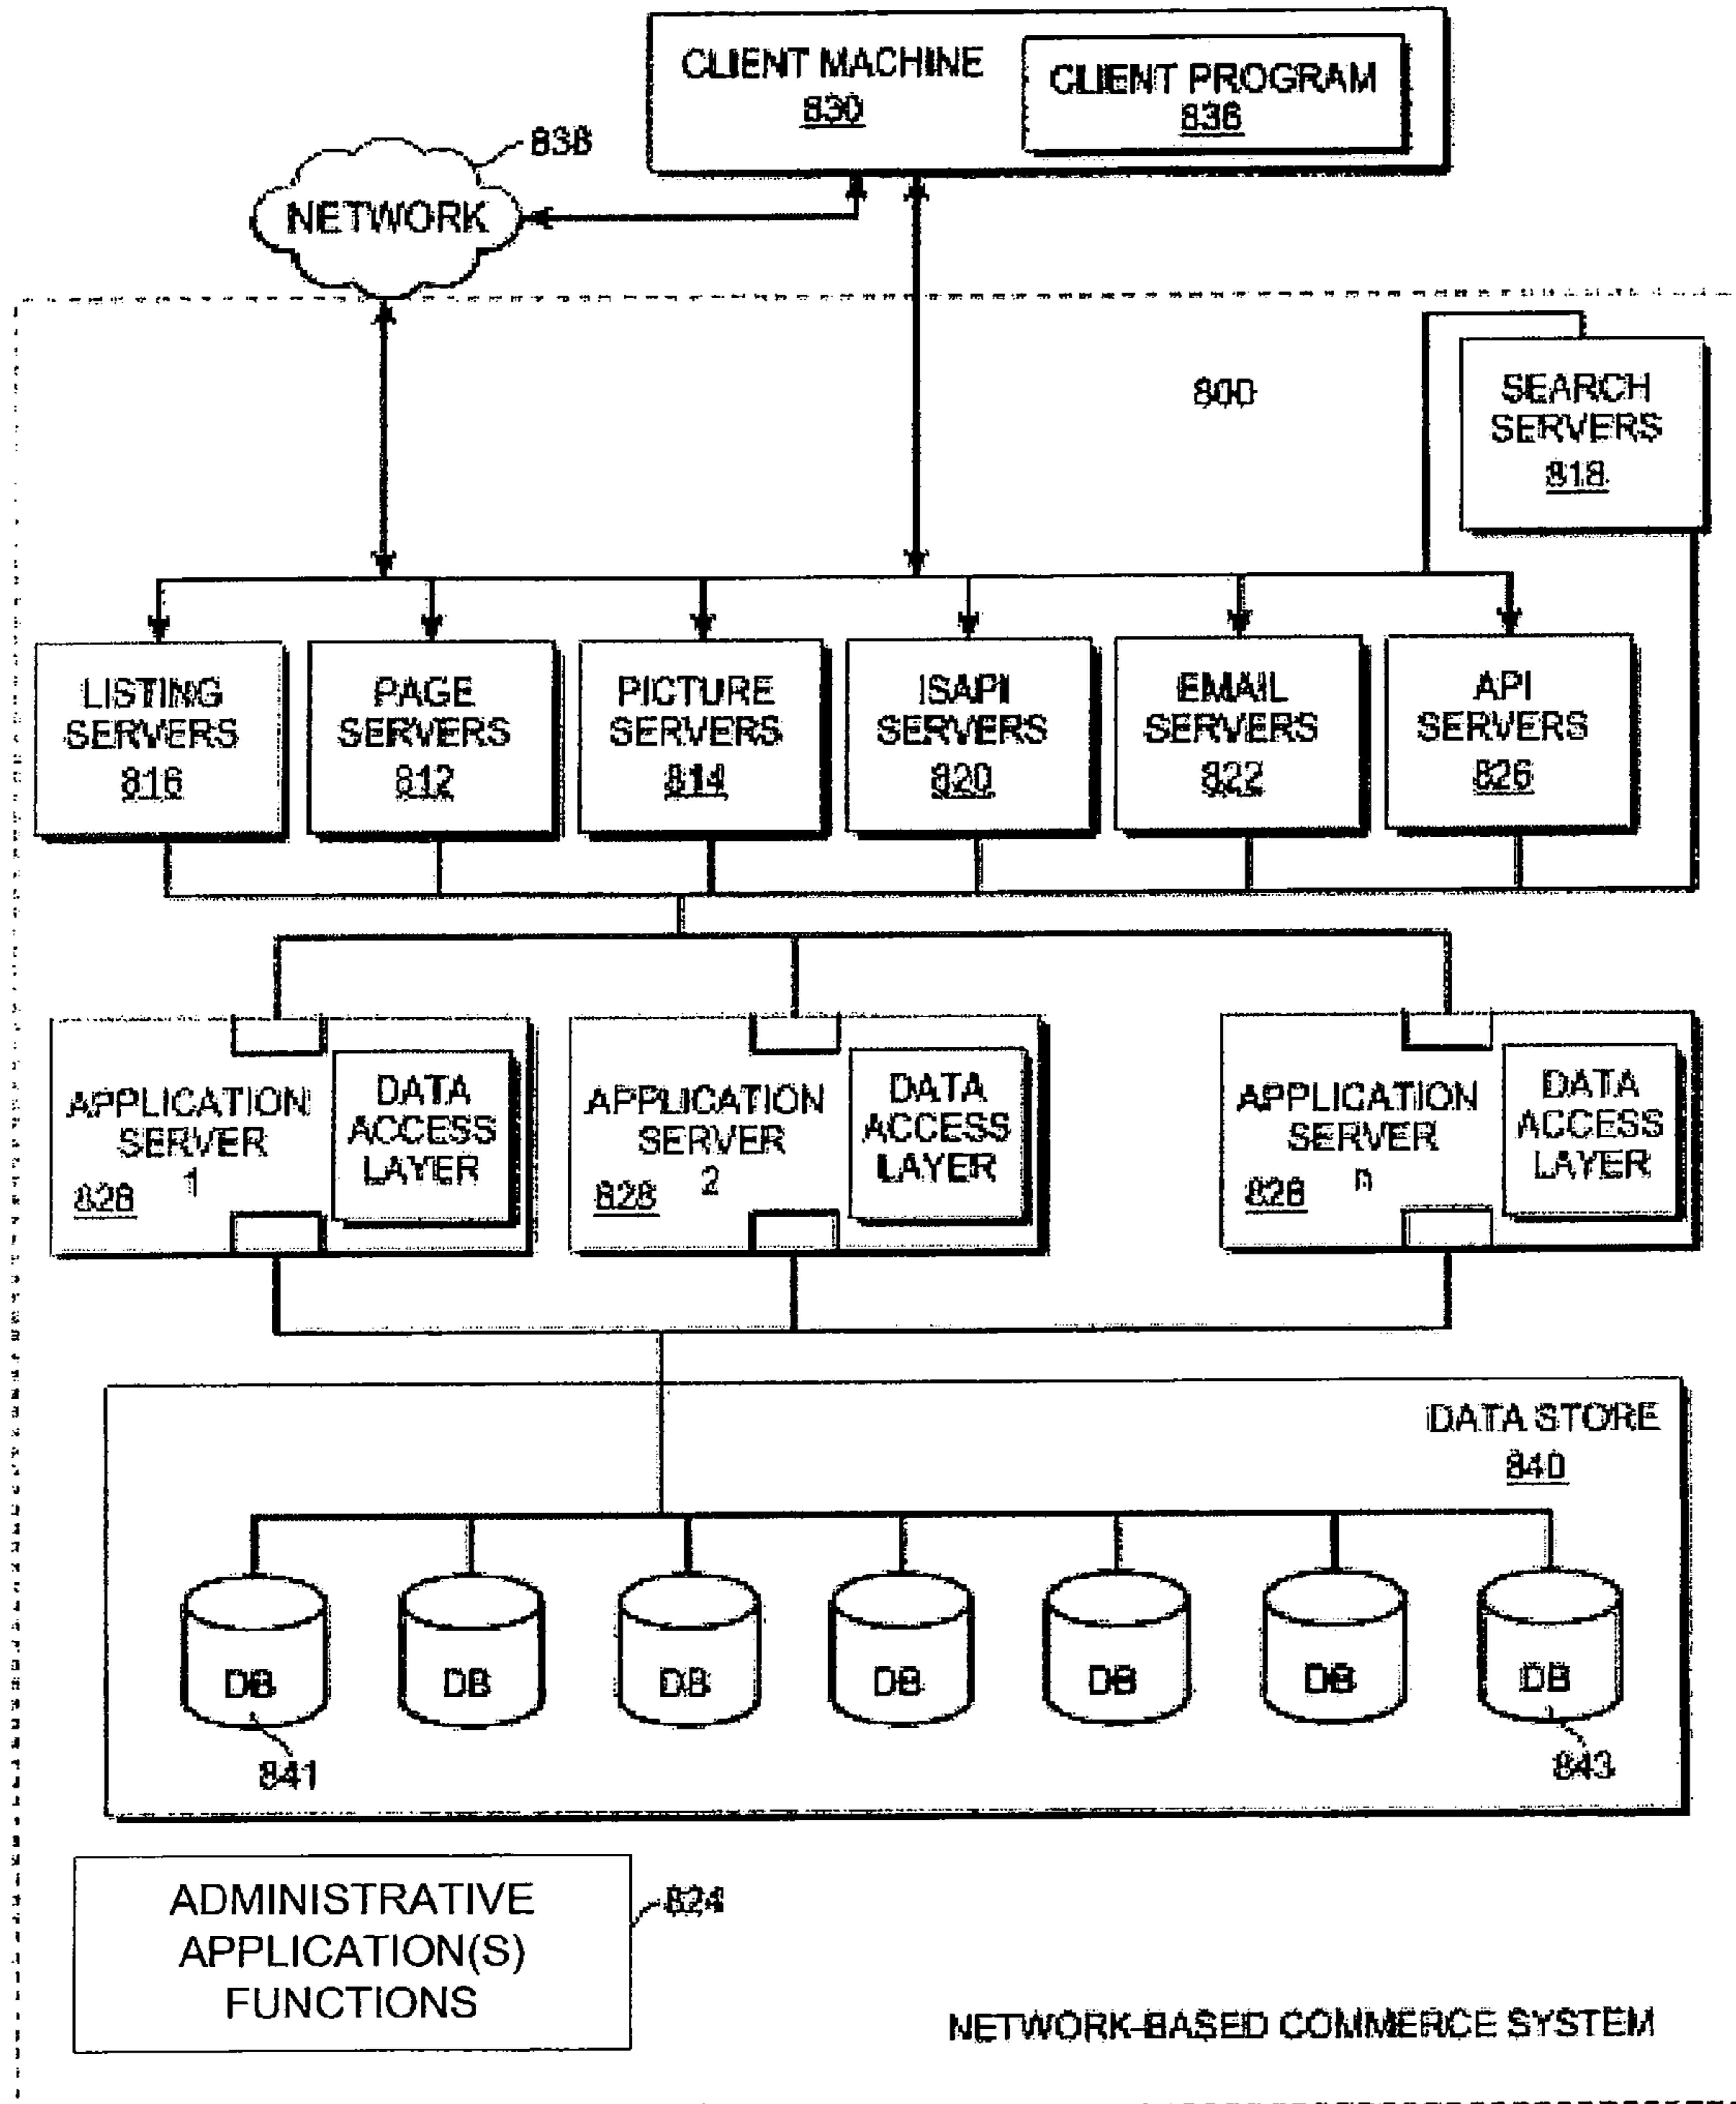 CLIENT MACHINE
830
CLIENT PROGRAM
836
838
NETWORK
800
SEARCH
SERVERS
818
LISTING
SERVERS
816
PAGE
SERVERS
812
PICTURE
SERVERS
814
ISAPI
SERVERS
820
EMAIL
SERVERS
822
API
SERVERS
826
APPLICATION
SERVER
1
828
DATA
ACCESS
LAYER
APPLICATION
SERVER
2
828
DATA
ACCESS
LAYER
APPLICATION
SERVER
n
828
DATA
ACCESS
LAYER
DATA STORE
840
DB
DB
DB
DB
DB
DB
DB
841
843
ADMINISTRATIVE
APPLICATION(S)
FUNCTIONS
824
NETWORK-BASED COMMERCE SYSTEM